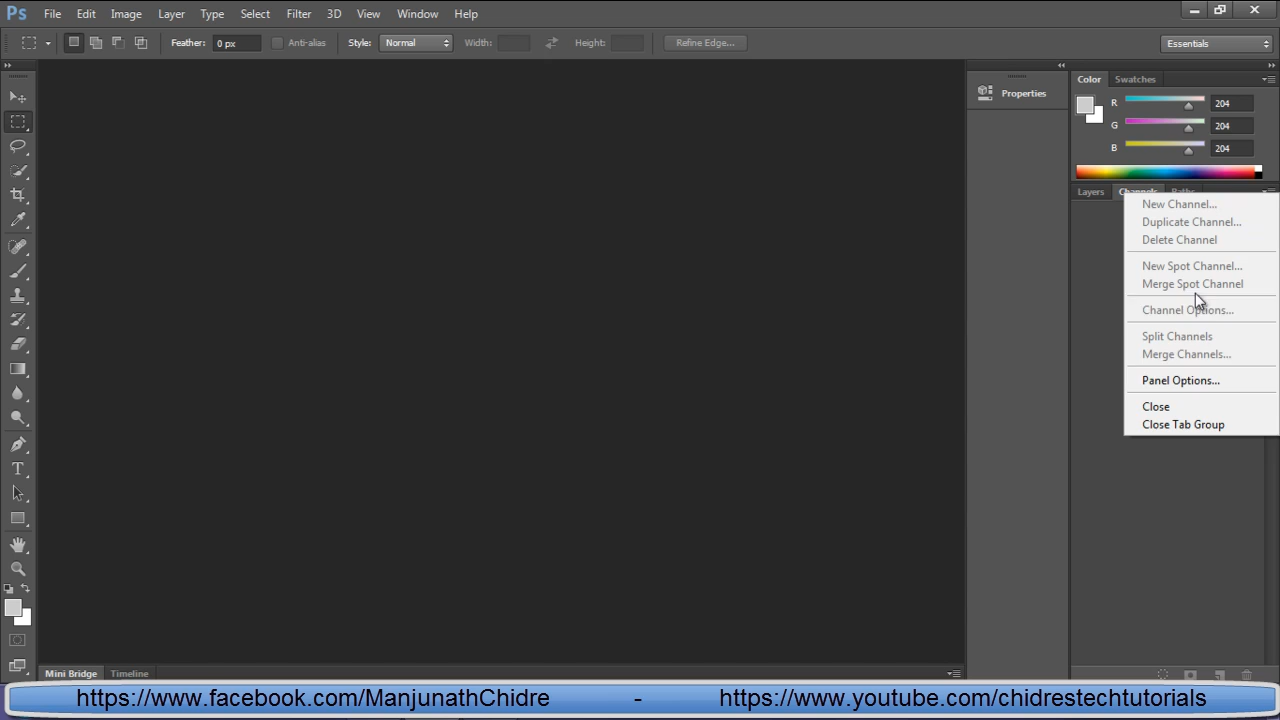 Ps File Edit Image Layer Type Select Filter 3D View Window Help
Feather: 0 px Anti-alias Style: Normal Width: Height: Refine Edge... Essentials
Properties
Color Swatches
R 204
G 204
B 204
Layers Channels Paths
New Channel...
Duplicate Channel...
Delete Channel
New Spot Channel...
Merge Spot Channel
Channel Options...
Split Channels
Merge Channels...
Panel Options...
Close
Close Tab Group
T
Mini Bridge Timeline
https://www.facebook.com/ManjunathChidre - https://www.youtube.com/chidrestechtutorials